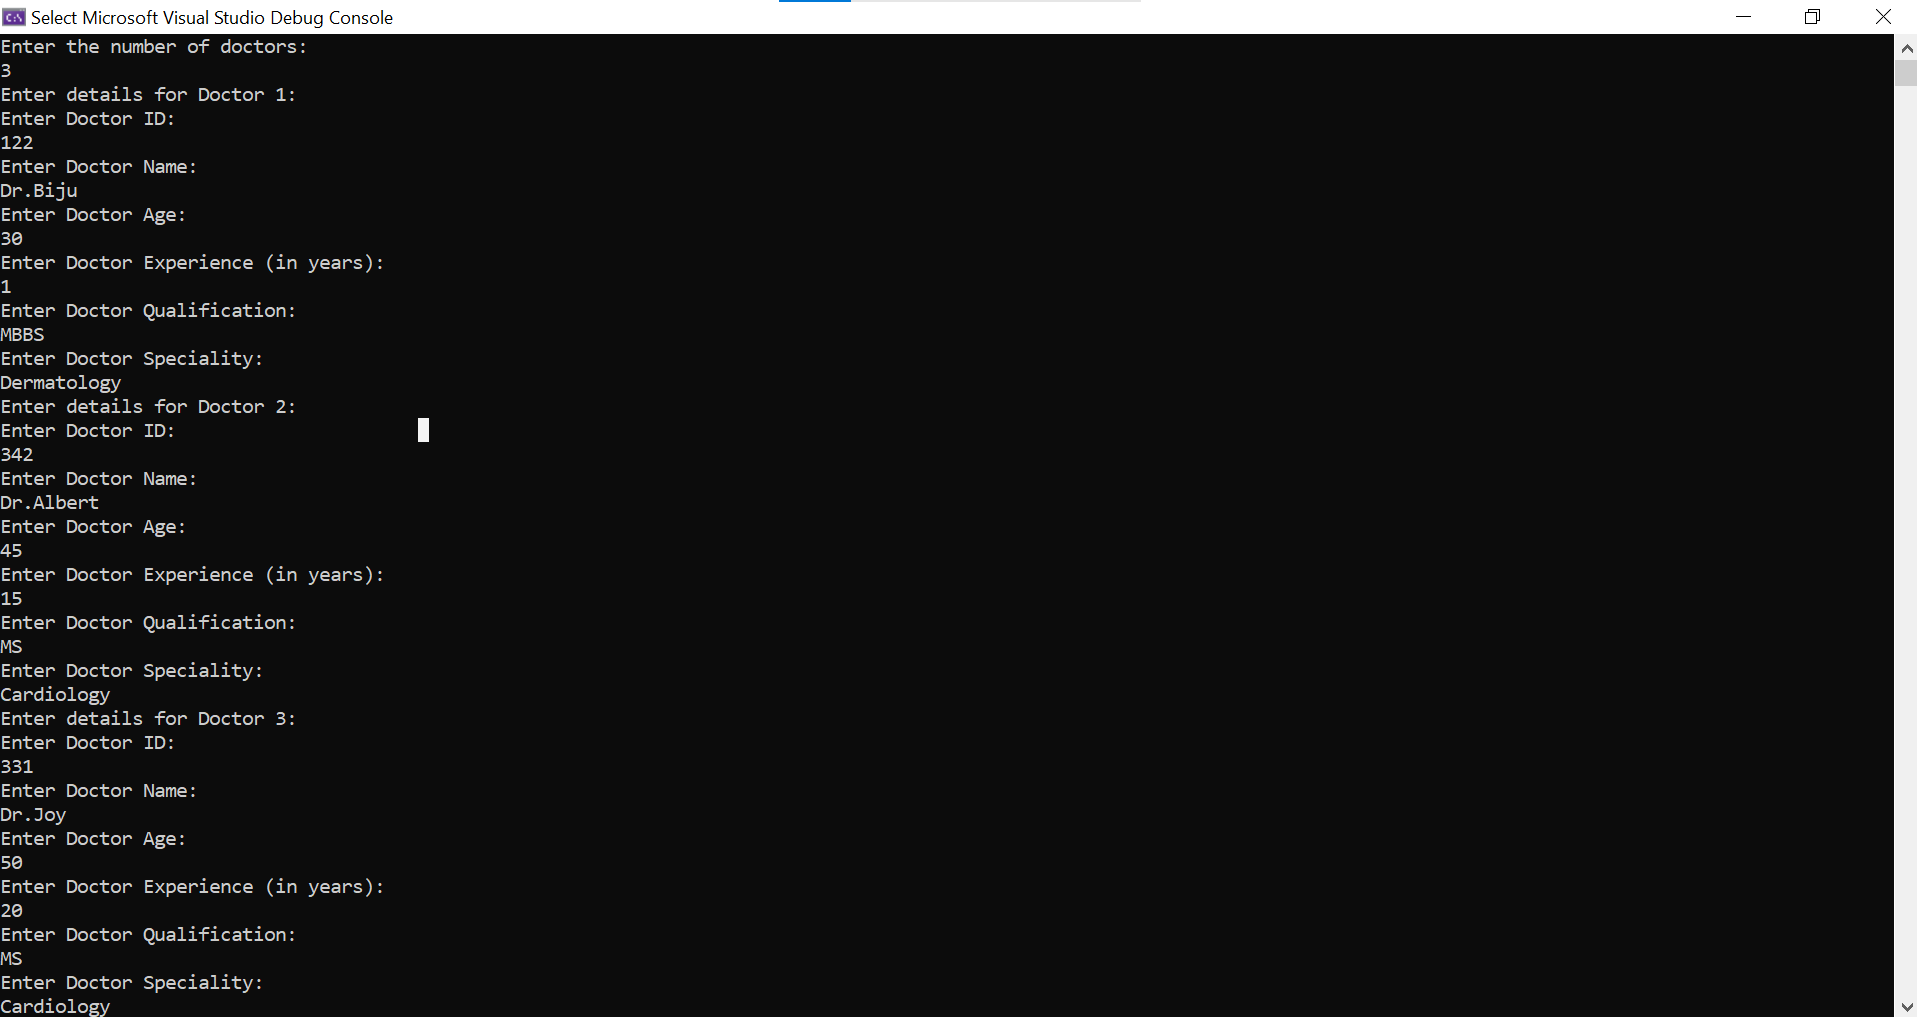 Select Microsoft Visual Studio Debug Console
Enter the number of doctors:
3
Enter details for Doctor 1:
Enter Doctor ID:
122
Enter Doctor Name:
Dr.Biju
Enter Doctor Age:
30
Enter Doctor Experience (in years):
1
Enter Doctor Qualification:
MBBS
Enter Doctor Speciality:
Dermatology
Enter details for Doctor 2:
Enter Doctor ID:
342
Enter Doctor Name:
Dr.Albert
Enter Doctor Age:
45
Enter Doctor Experience (in years):
15
Enter Doctor Qualification:
MS
Enter Doctor Speciality:
Cardiology
Enter details for Doctor 3:
Enter Doctor ID:
331
Enter Doctor Name:
Dr.Joy
Enter Doctor Age:
50
Enter Doctor Experience (in years):
20
Enter Doctor Qualification:
MS
Enter Doctor Speciality:
Cardiology